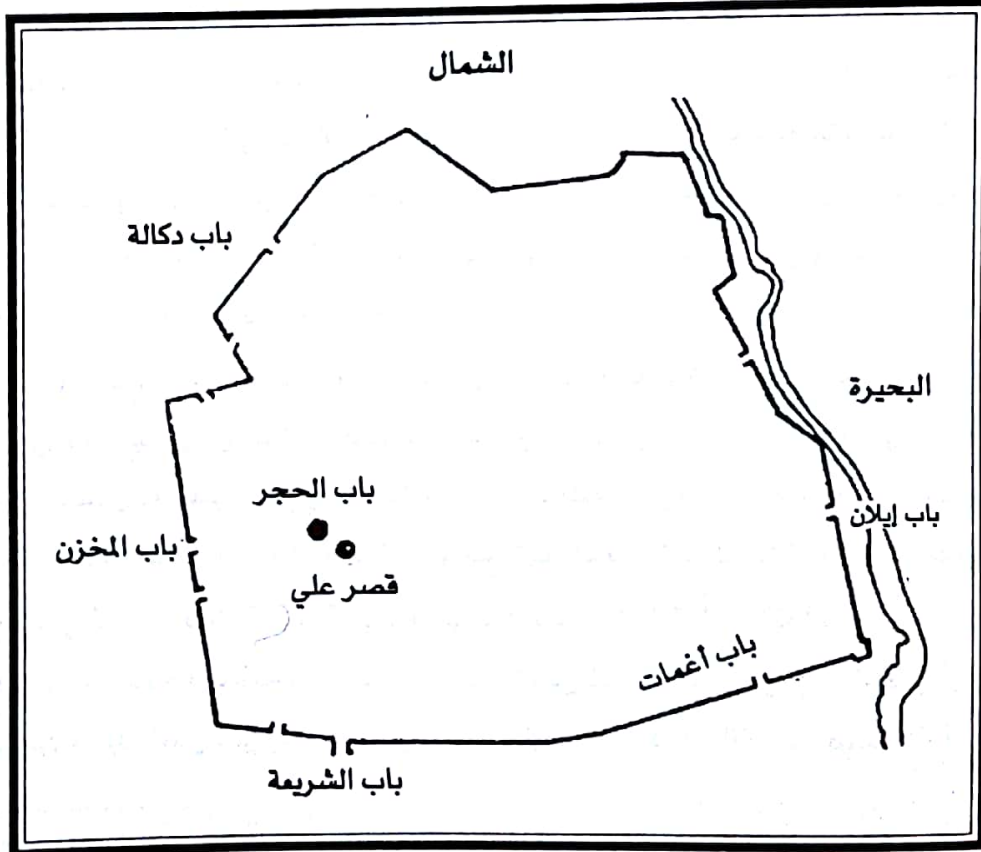 الشمال
باب دكالة
البحيرة
باب الحجر
باب إيلان
باب المخزن
قصر علي
باب أغمات
باب الشريعة